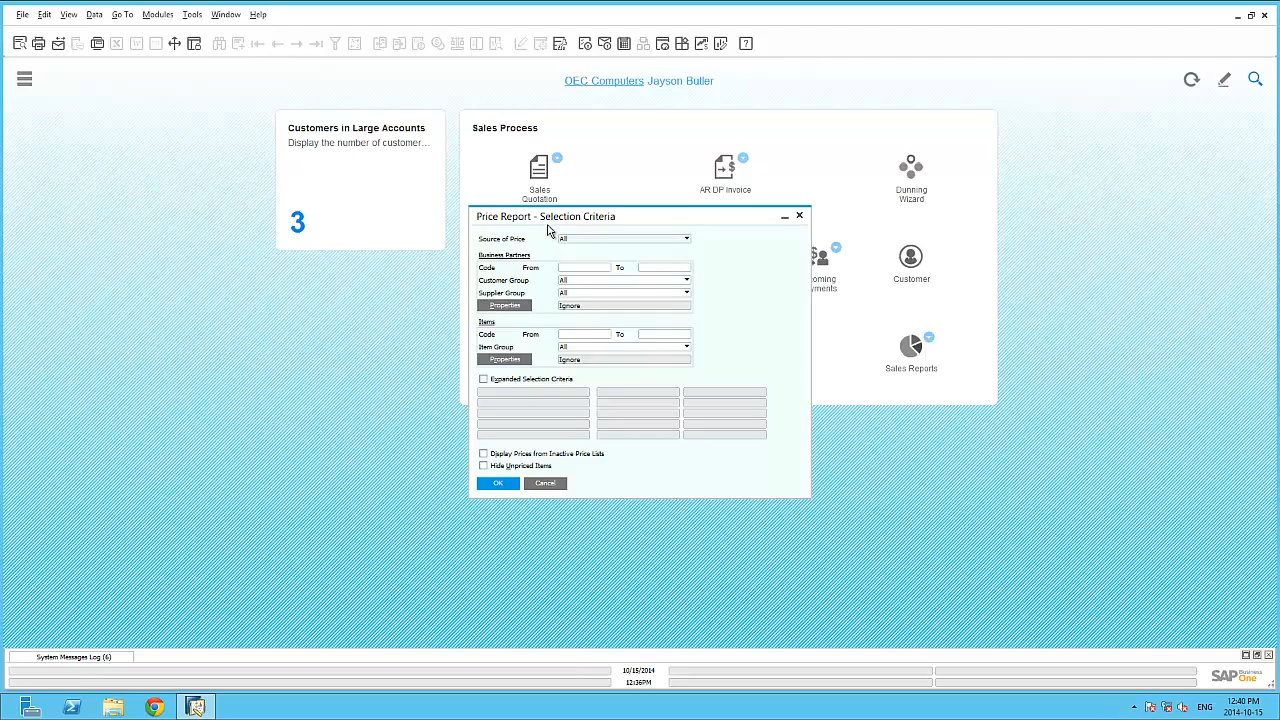 File Edit View Data Go To Modules Tools Window Help
OEC Computers Jayson Butler
Customers in Large Accounts
Display the number of customer...
3
Sales Process
Sales
Quotation
AR DP Invoice
Dunning
Wizard
Customer
Sales Reports
Price Report - Selection Criteria
Source of Price All
Business Partners
Code From To
Customer Group All
Supplier Group All
Properties Ignore
Items
Code From To
Item Group All
Properties Ignore
Expanded Selection Criteria
Display Prices from Inactive Price Lists
Hide Unpriced Items
OK Cancel
System Messages Log (6)
10/15/2014
12:36PM
SAP Business
One
ENG
12:40 PM
2014-10-15